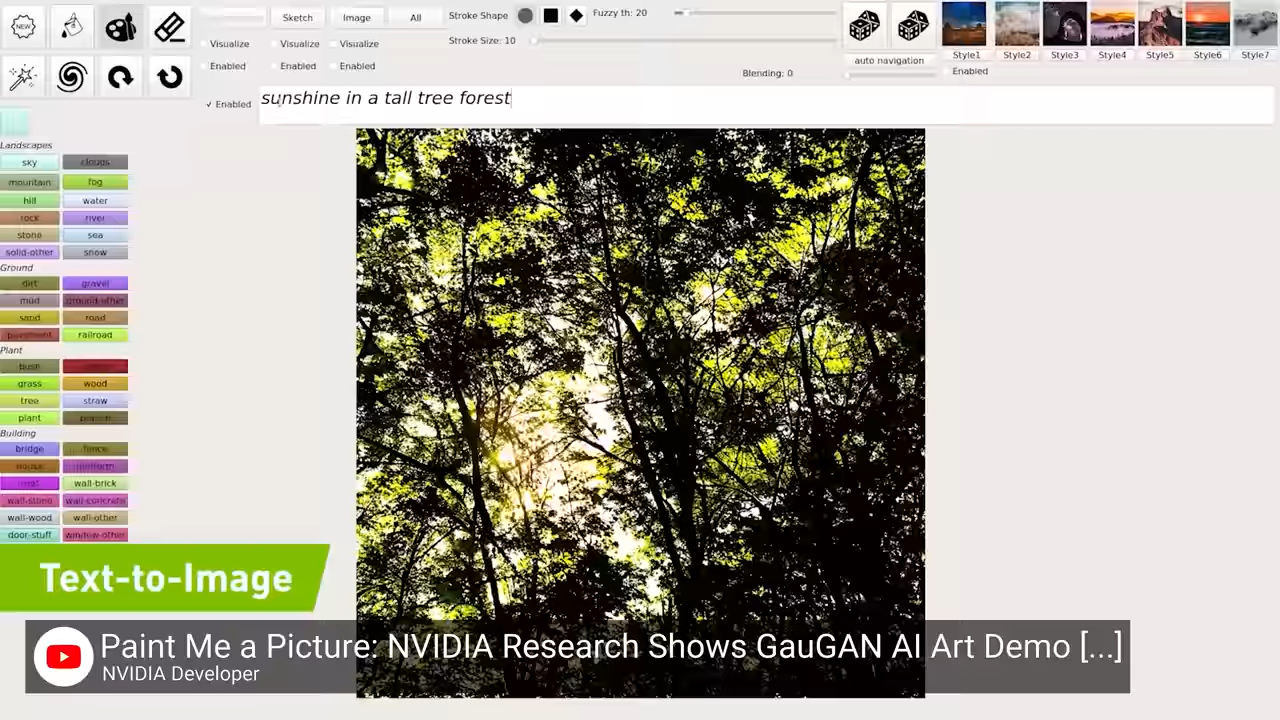 NEW
Sketch
Image
All
Stroke Shape
Fuzzy th: 20
Stroke Size: 10
Visualize
Visualize
Visualize
Enabled
Enabled
Enabled
Blending: 0
auto navigation
Style1
Style2
Style3
Style4
Style5
Style6
Style7
Enabled
✓ Enabled
sunshine in a tall tree forest
Landscapes
sky clouds
mountain fog
hill water
rock river
stone sea
solid-other snow
Ground
dirt gravel
mud ground-other
sand road
pavement railroad
Plant
bush
grass wood
tree straw
plant
Building
bridge fence
house platform
roof wall-brick
wall-stone wall-concrete
wall-wood wall-other
door-stuff window-other
Text-to-Image
Paint Me a Picture: NVIDIA Research Shows GauGAN AI Art Demo [...]
NVIDIA Developer